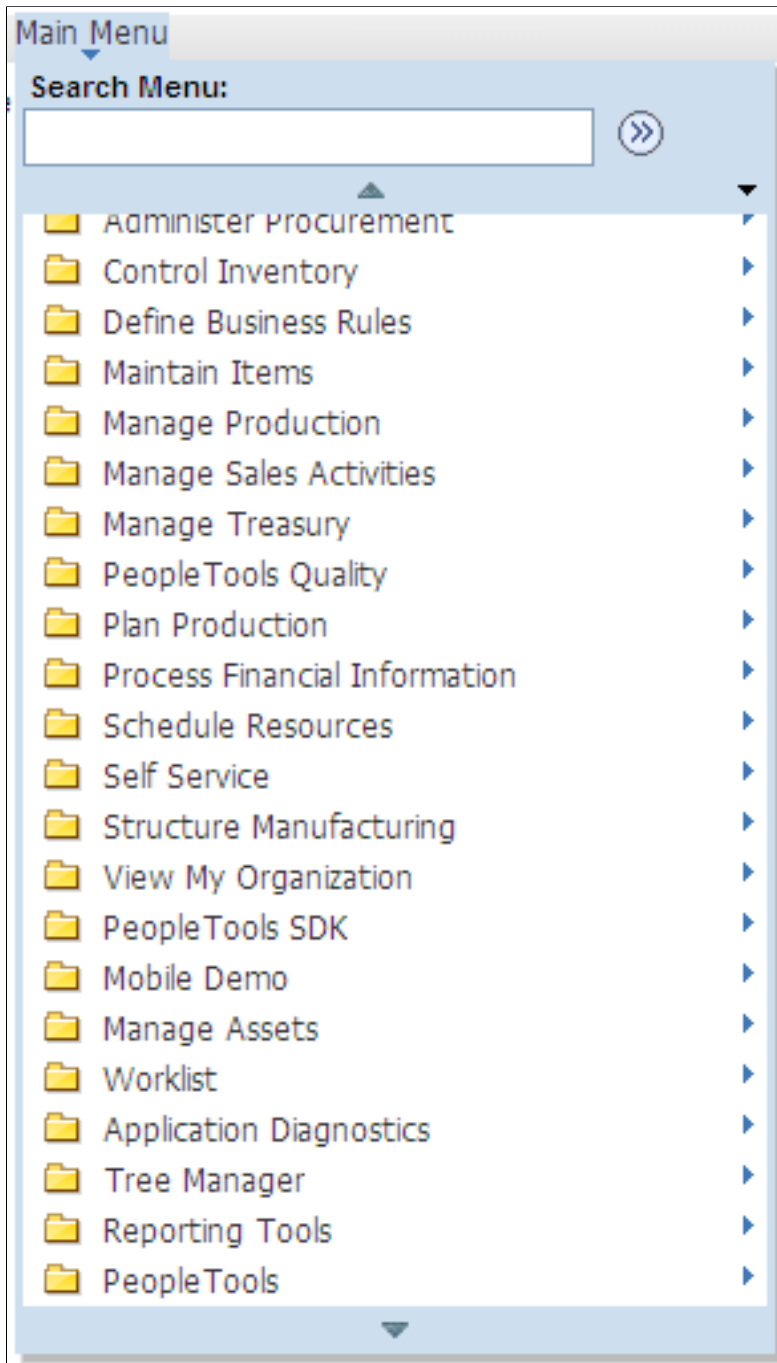 Main Menu
Search Menu:
Administer Procurement
Control Inventory
Define Business Rules
Maintain Items
Manage Production
Manage Sales Activities
Manage Treasury
PeopleTools Quality
Plan Production
Process Financial Information
Schedule Resources
Self Service
Structure Manufacturing
View My Organization
PeopleTools SDK
Mobile Demo
Manage Assets
Worklist
Application Diagnostics
Tree Manager
Reporting Tools
PeopleTools